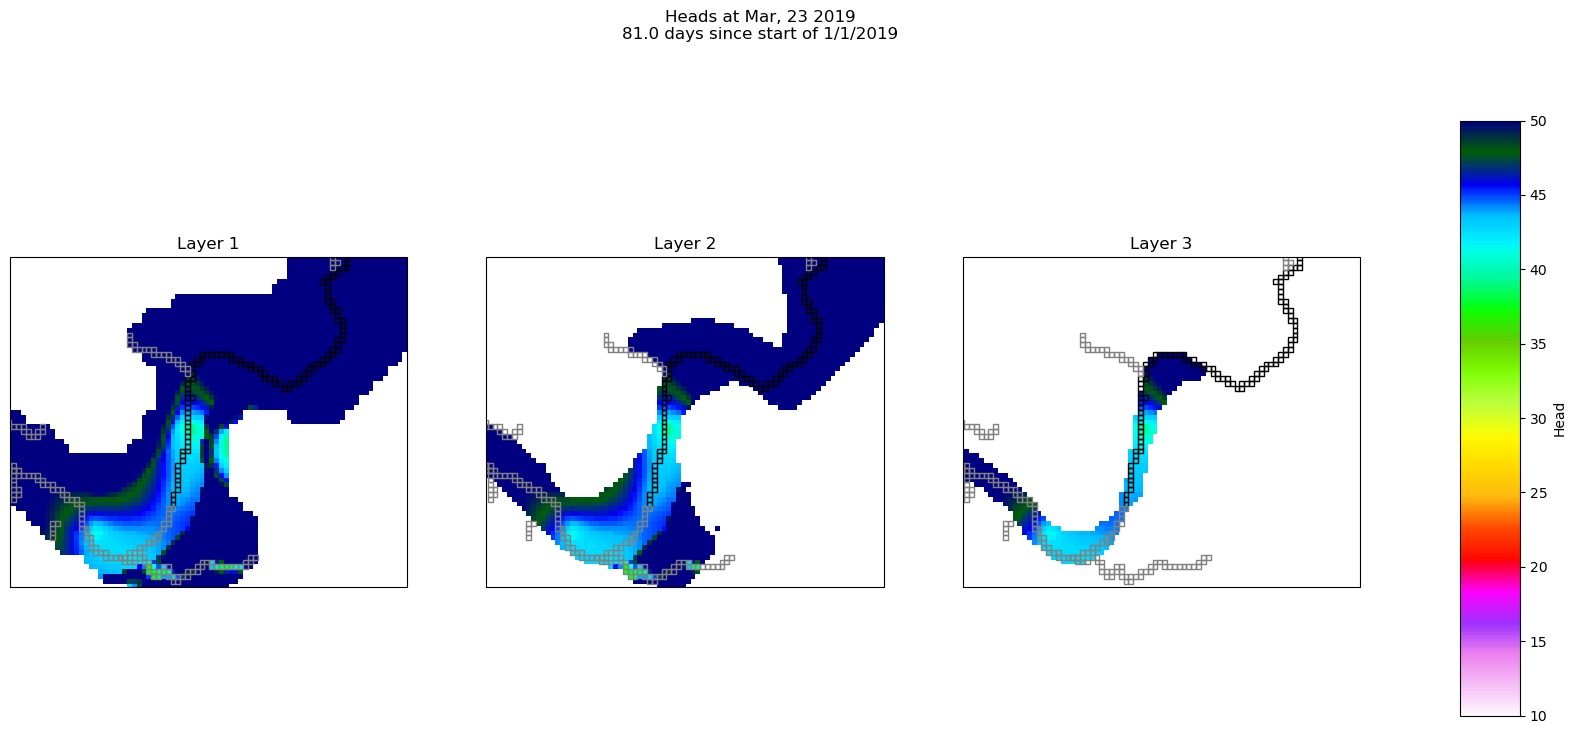 Heads at Mar, 23 2019
81.0 days since start of 1/1/2019
Layer 1
Layer 2
Layer 3
50
45
40
35
30
25
20
15
10
Head